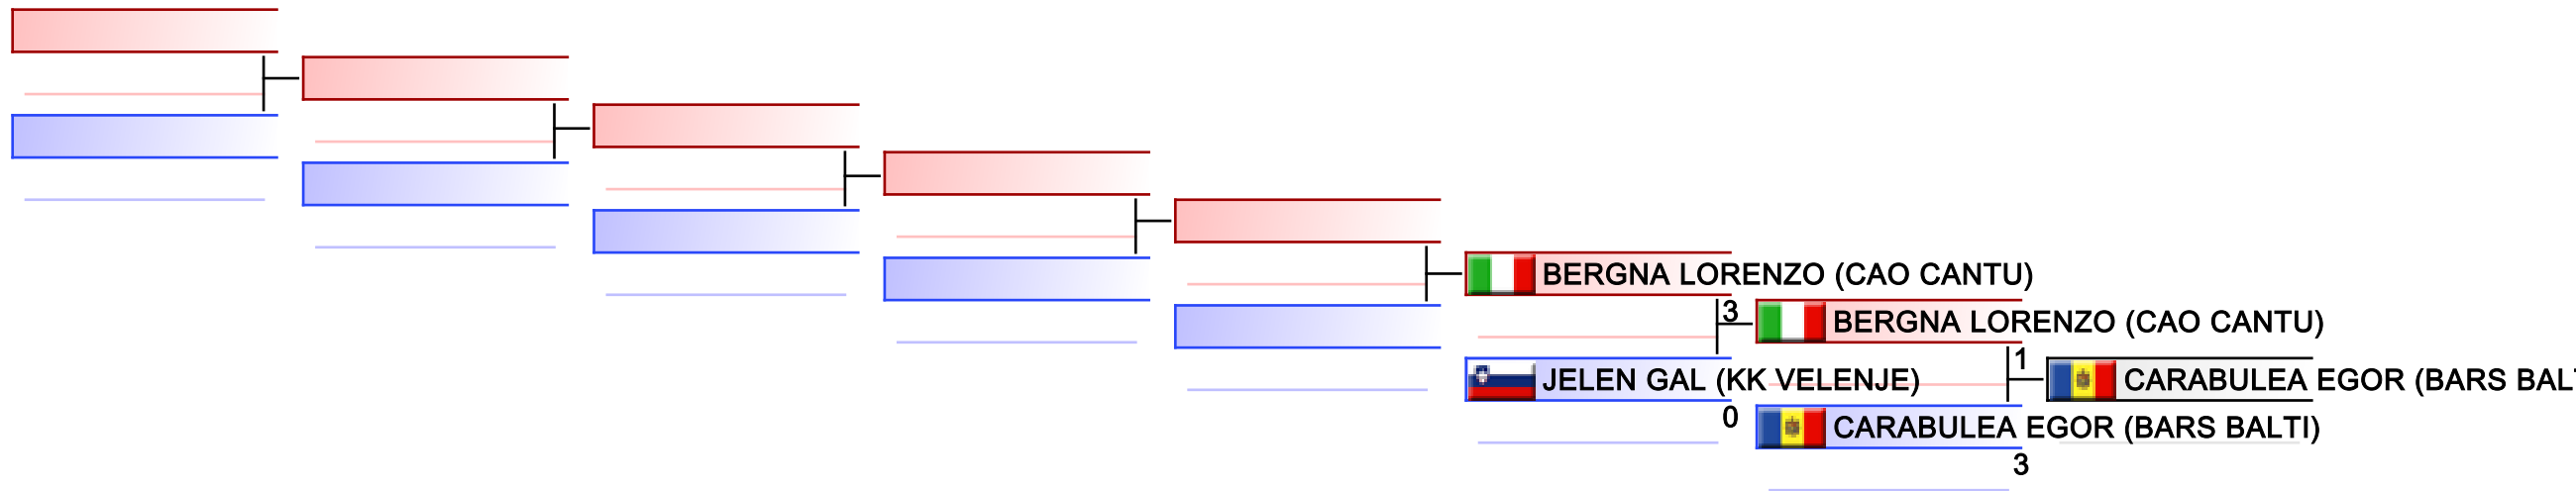 BERGNA LORENZO (CAO CANTU)
3
BERGNA LORENZO (CAO CANTU)
JELEN GAL (KK VELENJE)
0
1
CARABULEA EGOR (BARS BAL
CARABULEA EGOR (BARS BALTI)
3